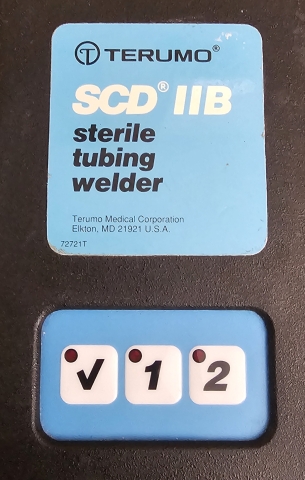 TERUMO®
SCD® IIB
sterile
tubing
welder
Terumo Medical Corporation
Elkton, MD 21921 U.S.A.
72721T
✓ 1 2